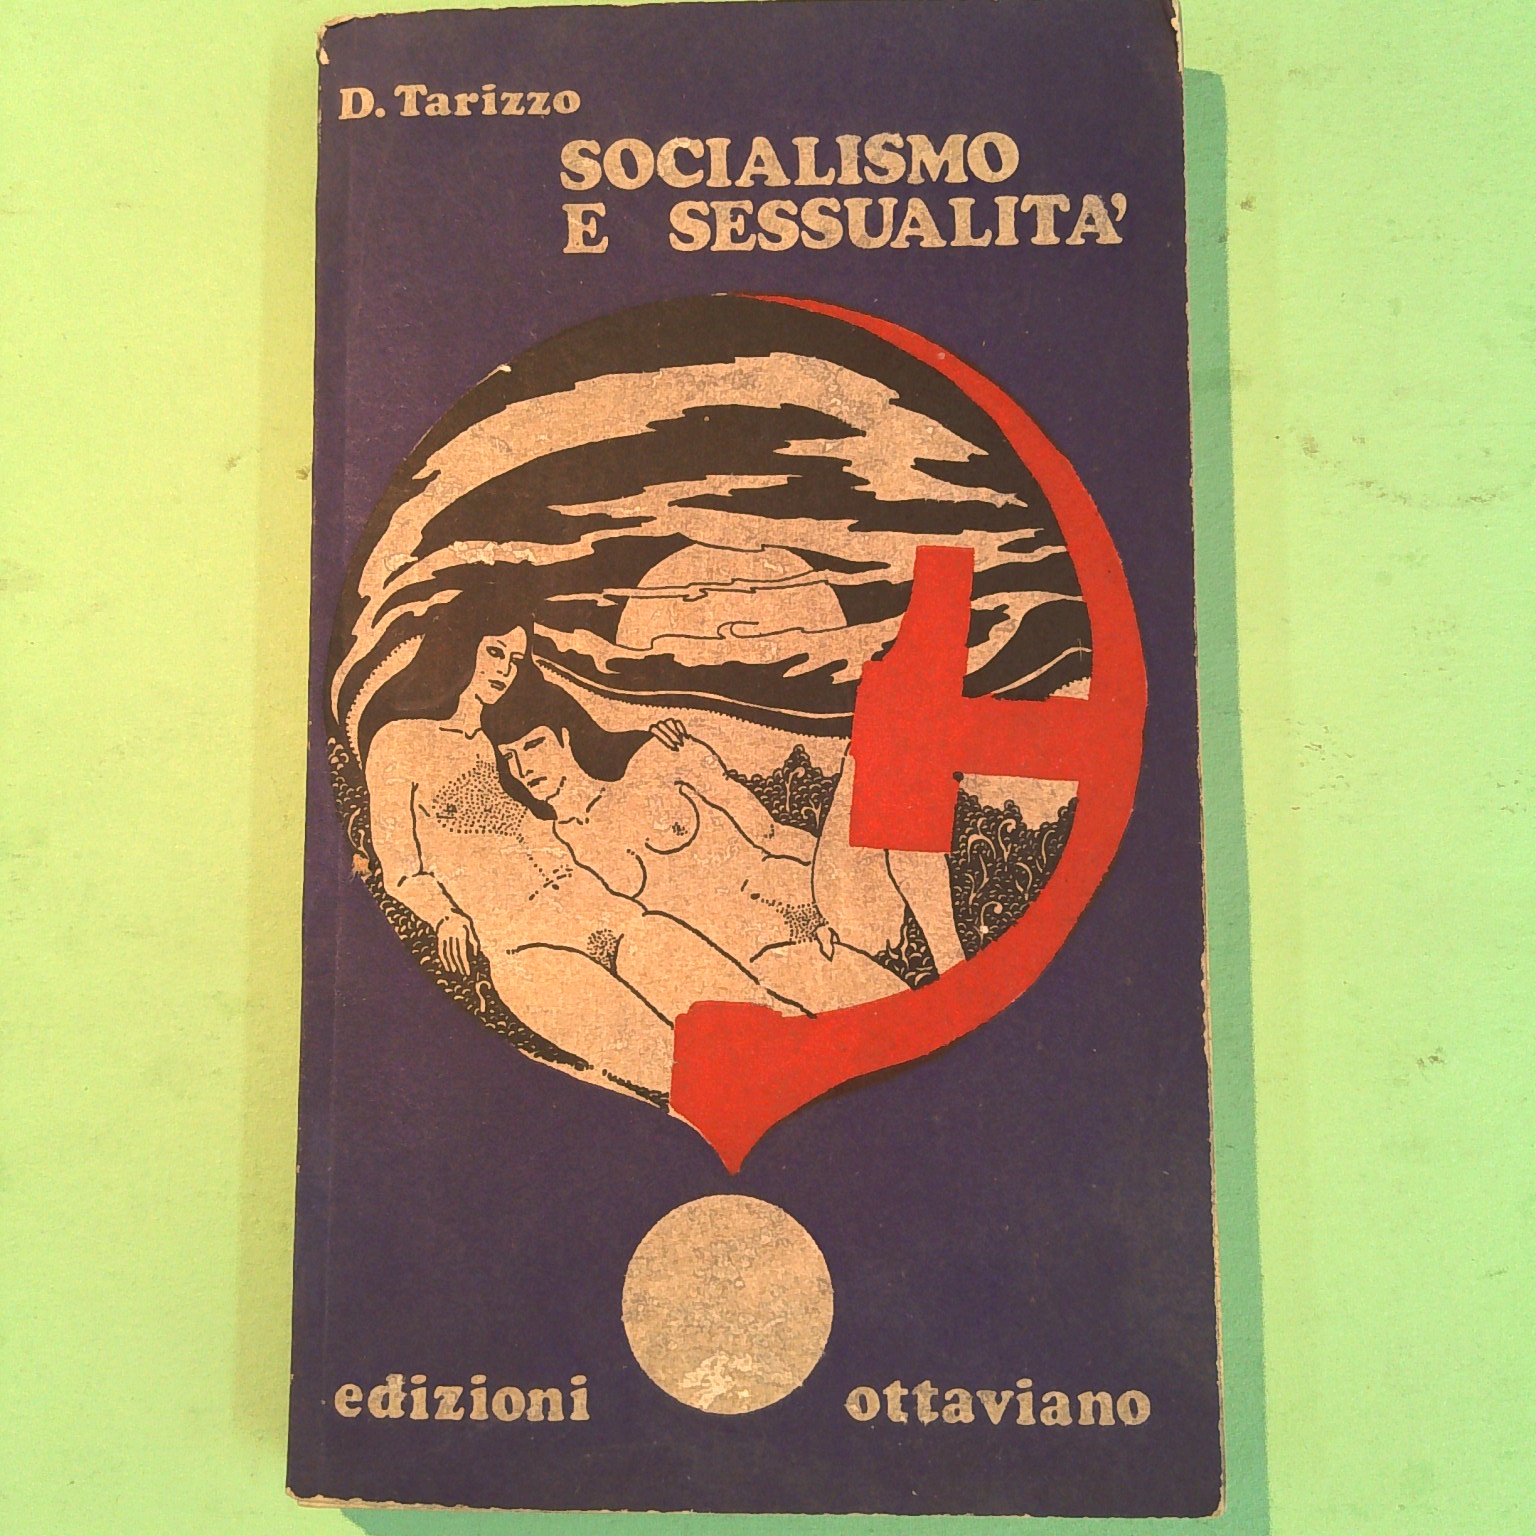 D. Tarizzo
SOCIALISMO
E SESSUALITA'
edizioni ottaviano